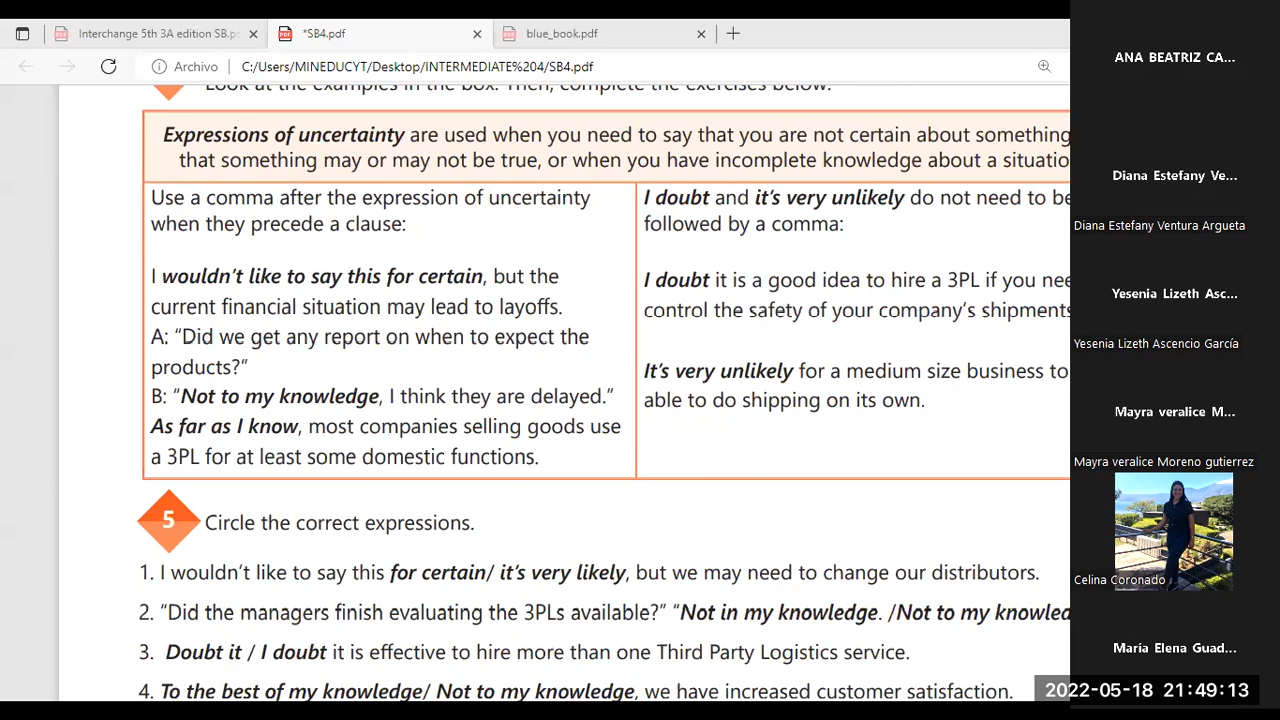 Interchange 5th 3A edition SB.p
*SB4.pdf
blue_book.pdf
Archivo
C:/Users/MINEDUCYT/Desktop/INTERMEDIATE%204/SB4.pdf
Look at the examples in the box. Then, complete the exercises below.
Expressions of uncertainty are used when you need to say that you are not certain about something
that something may or may not be true, or when you have incomplete knowledge about a situatio
Use a comma after the expression of uncertainty
when they precede a clause:
I wouldn't like to say this for certain, but the
current financial situation may lead to layoffs.
A: “Did we get any report on when to expect the
products?”
B: “Not to my knowledge, I think they are delayed.”
As far as I know, most companies selling goods use
a 3PL for at least some domestic functions.
I doubt and it's very unlikely do not need to be
followed by a comma:
I doubt it is a good idea to hire a 3PL if you nee
control the safety of your company's shipments
It's very unlikely for a medium size business to
able to do shipping on its own.
5
Circle the correct expressions.
1. I wouldn't like to say this for certain/ it's very likely, but we may need to change our distributors.
2. “Did the managers finish evaluating the 3PLs available?” “Not in my knowledge. /Not to my knowled
3. Doubt it / I doubt it is effective to hire more than one Third Party Logistics service.
4. To the best of my knowledge/ Not to my knowledge, we have increased customer satisfaction.
ANA BEATRIZ CA...
Diana Estefany Ve...
Diana Estefany Ventura Argueta
Yesenia Lizeth Asc...
Yesenia Lizeth Ascencio García
Mayra veralice M...
Mayra veralice Moreno gutierrez
Celina Coronado
María Elena Guad...
2022-05-18 21:49:13